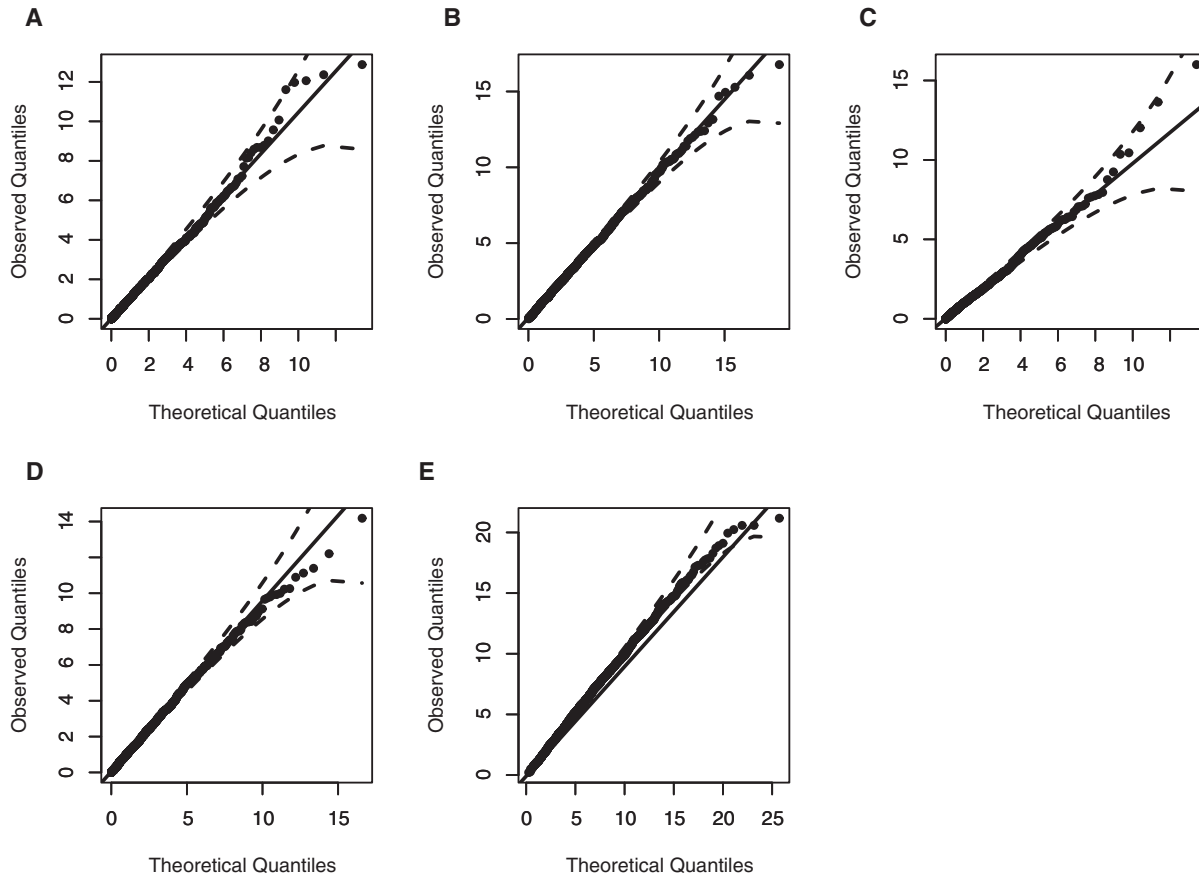 A
Observed Quantiles
12
10
8
6
4
2
0
0 2 4 6 8 10
Theoretical Quantiles
B
Observed Quantiles
15
10
5
0
0 5 10 15
Theoretical Quantiles
C
Observed Quantiles
15
10
5
0
0 2 4 6 8 10
Theoretical Quantiles
D
Observed Quantiles
14
10
8
6
4
2
0
0 5 10 15
Theoretical Quantiles
E
Observed Quantiles
20
15
10
5
0
0 5 10 15 20 25
Theoretical Quantiles